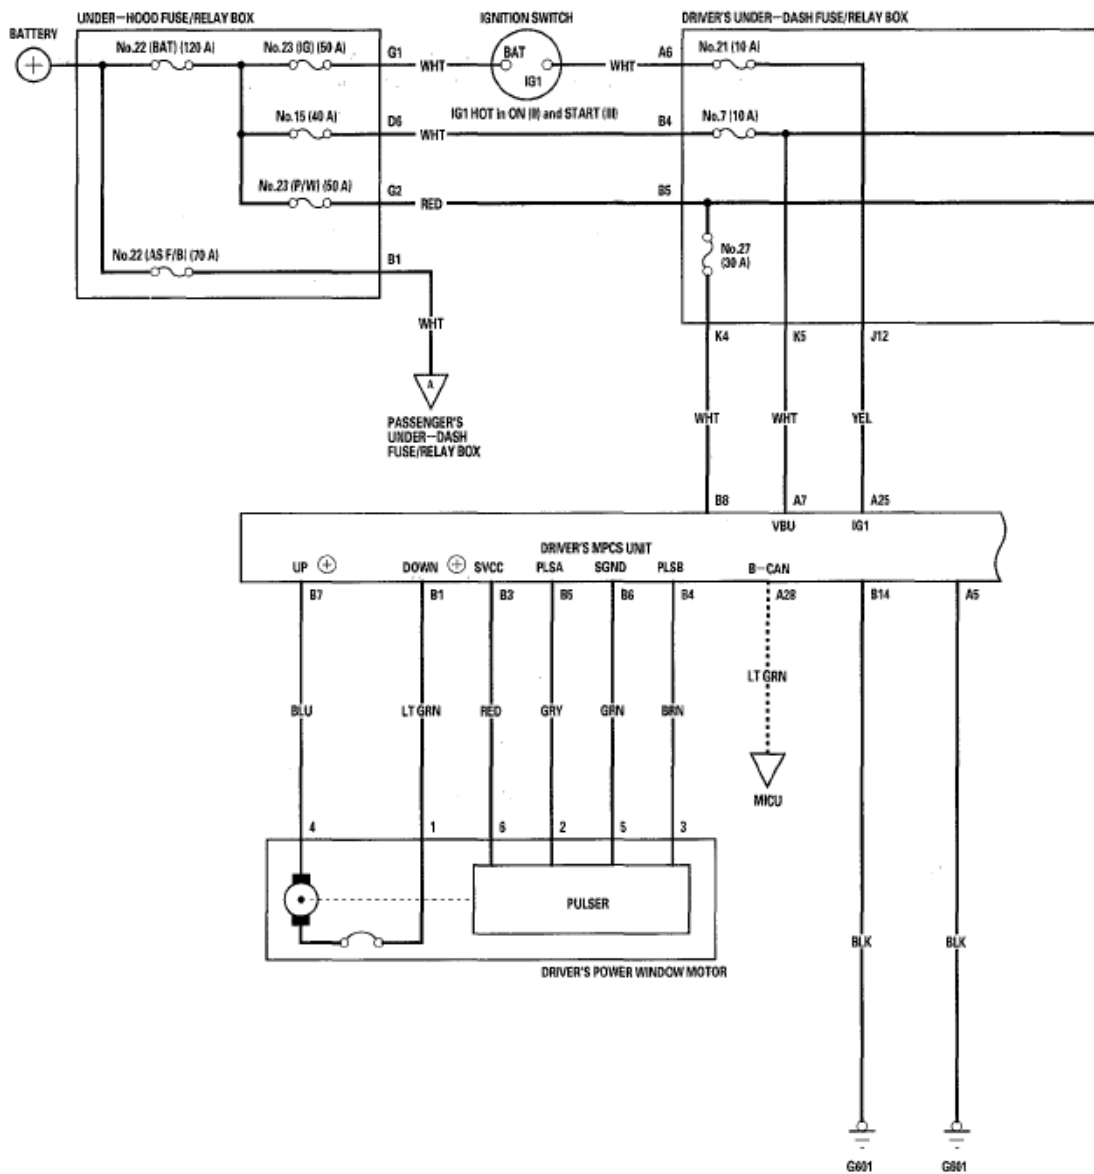 UNDER-HOOD FUSE/RELAY BOX
IGNITION SWITCH
DRIVER'S UNDER-DASH FUSE/RELAY BOX
BATTERY
No.22 (BAT) (120 A)
No.23 (IG) (50 A)
G1
WHT
BAT
IG1
WHT
A6
No.21 (10 A)
IG1 HOT in ON (II) and START (III)
No.15 (40 A)
D6
WHT
B4
No.7 (10 A)
No.23 (P/W) (50 A)
G2
RED
B5
No.27
(30 A)
No.22 (AS F/B) (70 A)
B1
WHT
A
PASSENGER'S
UNDER-DASH
FUSE/RELAY BOX
K4
K5
J12
WHT
WHT
YEL
B8
A7
A25
VBU
IG1
DRIVER'S MPCS UNIT
UP
DOWN
SVCC
PLSA
SGND
PLSB
B-CAN
B7
B1
B3
B5
B6
B4
A28
B14
A5
LT GRN
BLU
LT GRN
RED
GRY
GRN
BRN
MICU
4
1
6
2
5
3
PULSER
DRIVER'S POWER WINDOW MOTOR
BLK
BLK
G601
G601